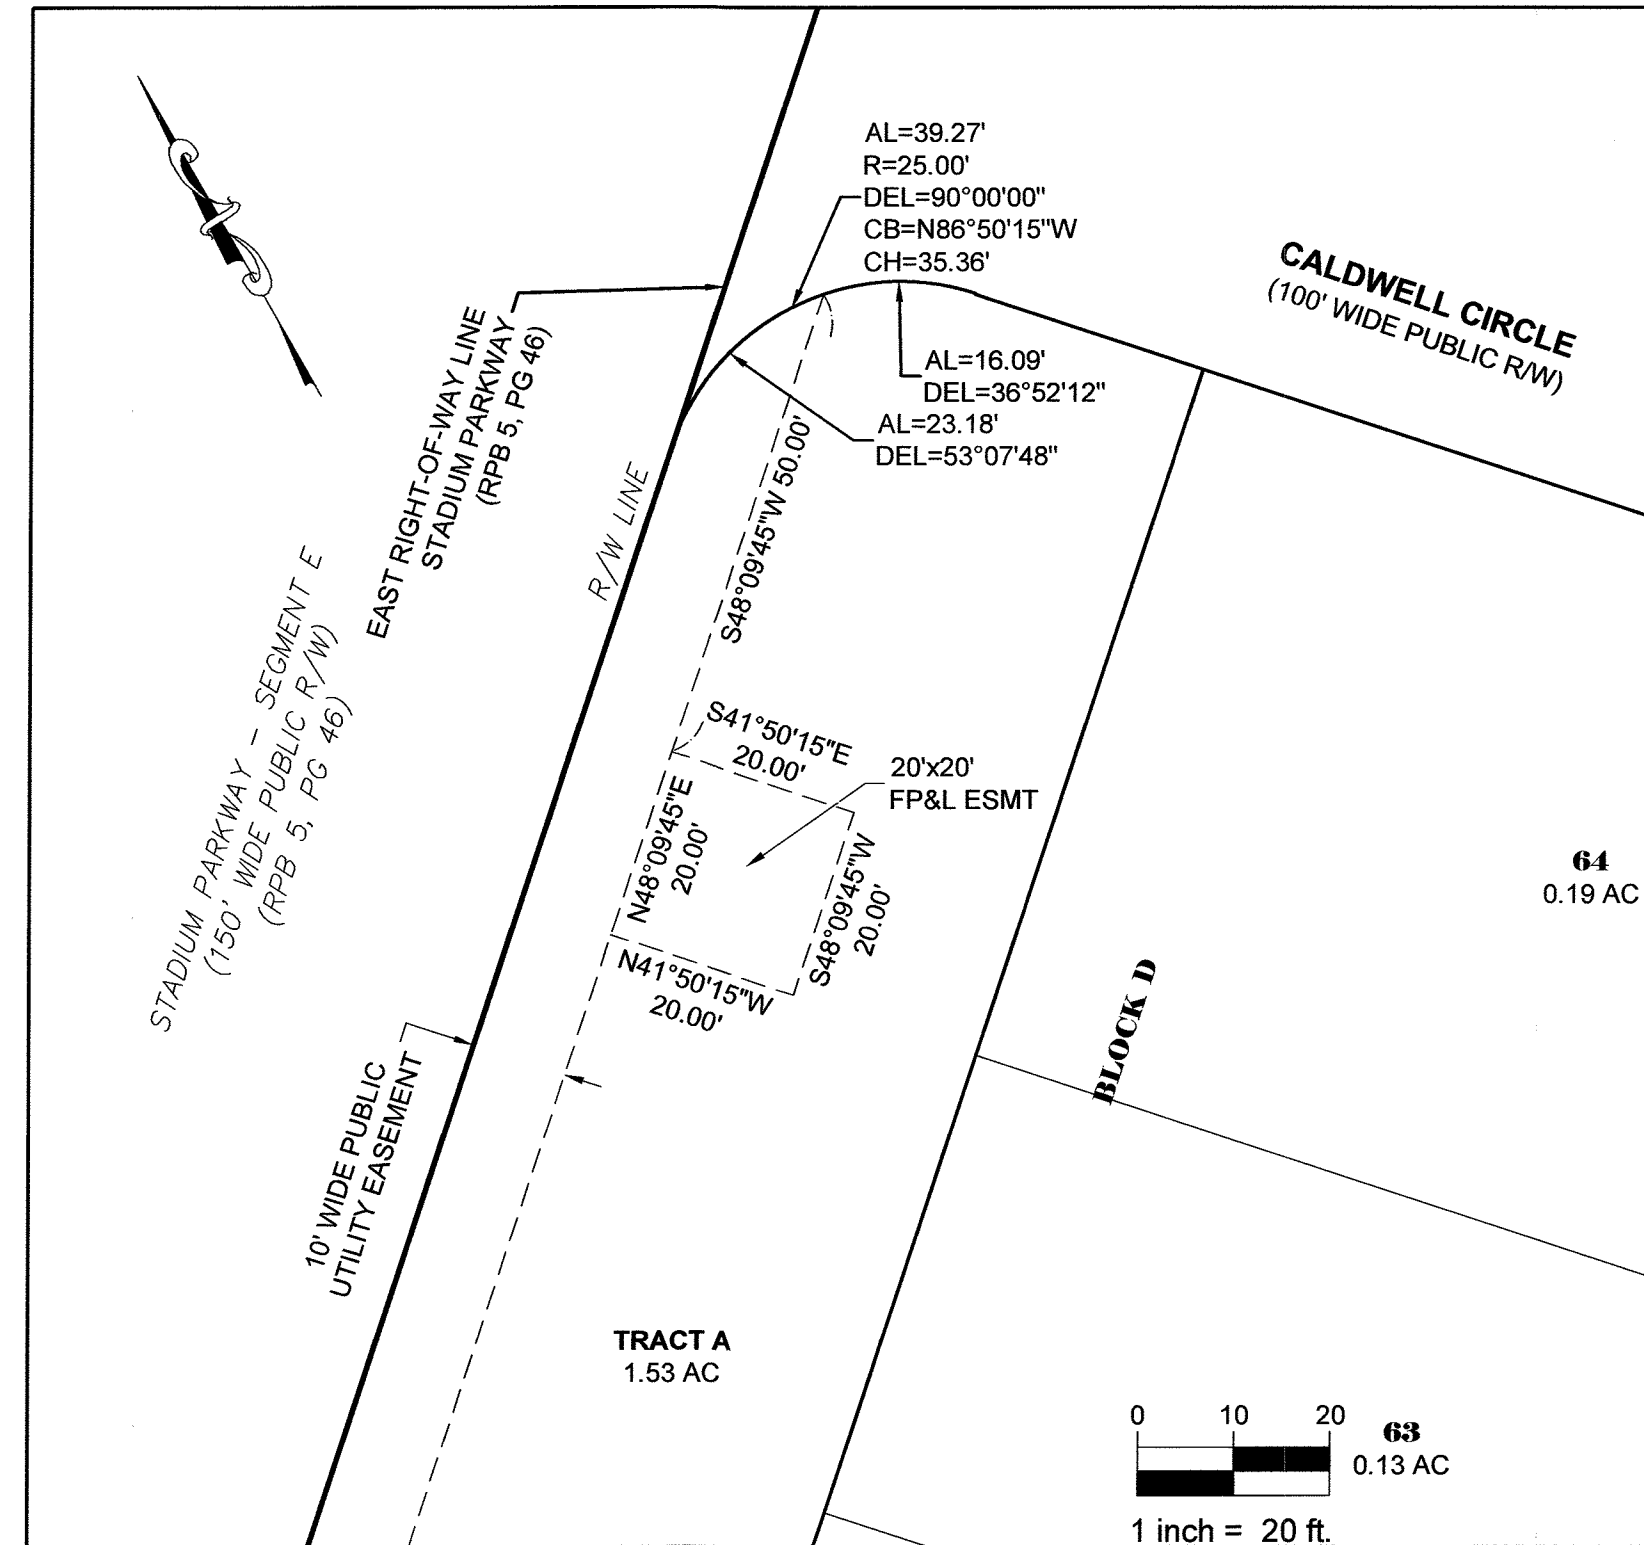 AL=39.27'
R=25.00'
DEL=90°00'00"
CB=N86°50'15"W
CH=35.36'
CALDWELL CIRCLE
(100' WIDE PUBLIC R/W)
EAST RIGHT-OF-WAY LINE
STADIUM PARKWAY
(RPB 5, PG 46)
AL=16.09'
DEL=36°52'12"
AL=23.18'
DEL=53°07'48"
R/W LINE
S48°09'45"W 50.00'
STADIUM PARKWAY - SEGMENT E
(150' WIDE PUBLIC R/W)
(RPB 5, PG 46)
S41°50'15"E
20.00'
20'x20'
FP&L ESMT
N48°09'45"E
20.00'
S48°09'45"W
20.00'
N41°50'15"W
20.00'
64
0.19 AC
BLOCK D
10' WIDE PUBLIC
UTILITY EASEMENT
TRACT A
1.53 AC
0 10 20
63
0.13 AC
1 inch = 20 ft.